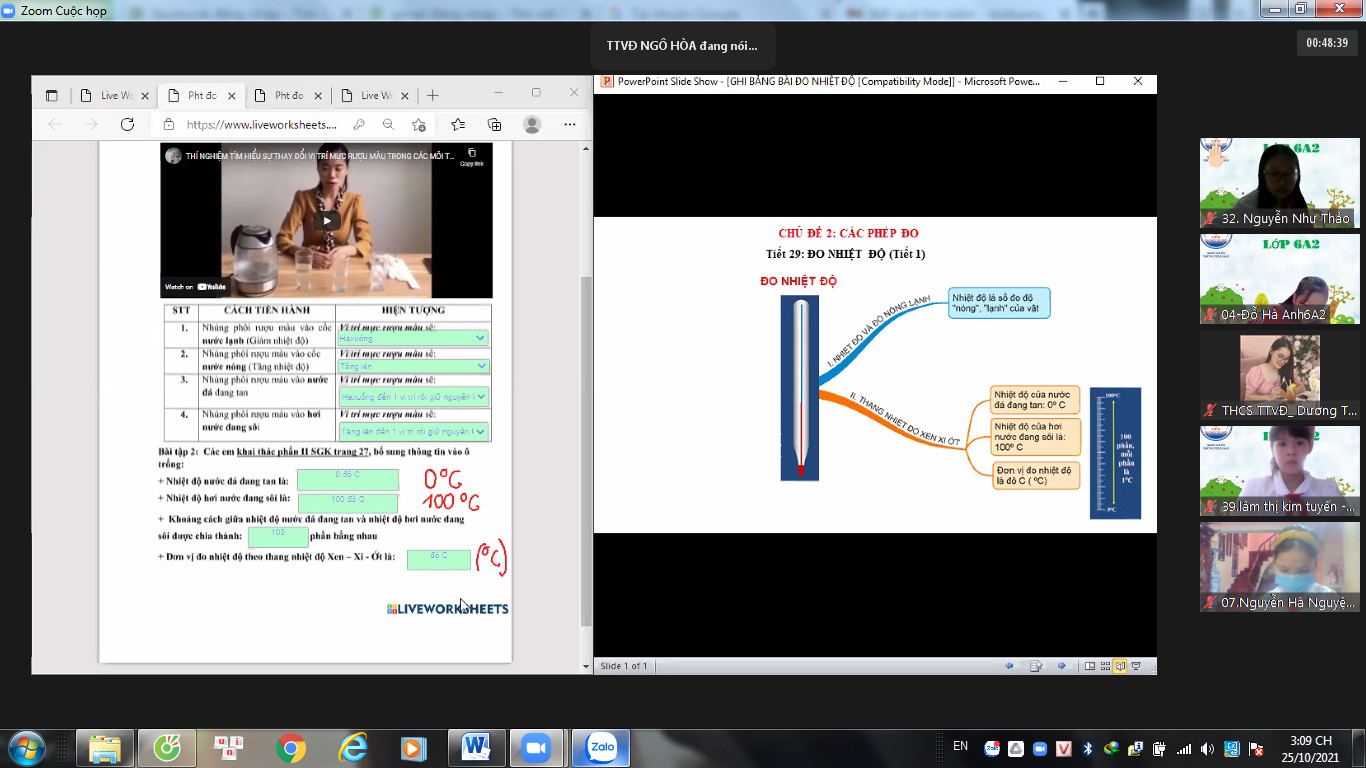 Zoom Cuộc họp
TTVĐ NGÔ HÒA đang nói...
00:48:39
Live Wo
Pht đo
Pht đo
Live W
https://www.liveworksheets....
THÍ NGHIỆM TÌM HIỂU SỰ THAY ĐỔI VỊ TRÍ MỰC RƯỢU MÀU TRONG CÁC MÔI T...
Copy link
Watch on YouTube
STT CÁCH TIẾN HÀNH HIỆN TƯỢNG
1. Nhúng phôi rượu màu vào cốc nước lạnh (Giảm nhiệt độ) Vị trí mực rượu màu sẽ:
Hạ xuống
2. Nhúng phôi rượu màu vào cốc nước nóng (Tăng nhiệt độ) Vị trí mực rượu màu sẽ:
Tăng lên
3. Nhúng phôi rượu màu vào nước đá đang tan Vị trí mực rượu màu sẽ:
Hạ xuống đến 1 vị trí rồi giữ nguyên
4. Nhúng phôi rượu màu vào hơi nước đang sôi Vị trí mực rượu màu sẽ:
Tăng lên đến 1 vị trí rồi giữ nguyên
Bài tập 2: Các em khai thác phần II SGK trang 27, bổ sung thông tin vào ô
trống:
+ Nhiệt độ nước đá đang tan là: 0 độ C 0°C
+ Nhiệt độ hơi nước đang sôi là: 100 độ C 100°C
+ Khoảng cách giữa nhiệt độ nước đá đang tan và nhiệt độ hơi nước đang
sôi được chia thành: 100 phần bằng nhau
+ Đơn vị đo nhiệt độ theo thang nhiệt độ Xen – Xi - Ớt là: độ C (°C)
LIVEWORKSHEETS
PowerPoint Slide Show - [GHI BẢNG BÀI ĐO NHIỆT ĐỘ [Compatibility Mode]] - Microsoft Powe...
CHỦ ĐỀ 2: CÁC PHÉP ĐO
Tiết 29: ĐO NHIỆT ĐỘ (Tiết 1)
ĐO NHIỆT ĐỘ
I. NHIỆT ĐỘ VÀ ĐỘ NÓNG LẠNH
Nhiệt độ là số đo độ
"nóng", "lạnh" của vật
II. THANG NHIỆT ĐỘ XEN XI ỚT
Nhiệt độ của nước
đá đang tan: 0º C
Nhiệt độ của hơi
nước đang sôi là:
100º C
Đơn vị đo nhiệt độ
là độ C ( ºC)
100°C
100
phần,
mỗi
phần
là
1°C
0°C
Slide 1 of 1
LỚP 6A2
32. Nguyễn Như Thảo
LỚP 6A2
04-Đỗ Hà Anh6A2
THCS TTVĐ_ Dương T...
LỚP 6A2
39.lâm thị kim tuyến -...
07.Nguyễn Hà Nguyê...
Zalo
EN
3:09 CH
25/10/2021